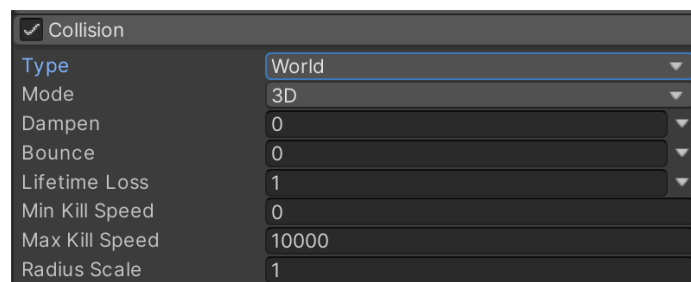 Collision
Type World
Mode 3D
Dampen 0
Bounce 0
Lifetime Loss 1
Min Kill Speed 0
Max Kill Speed 10000
Radius Scale 1